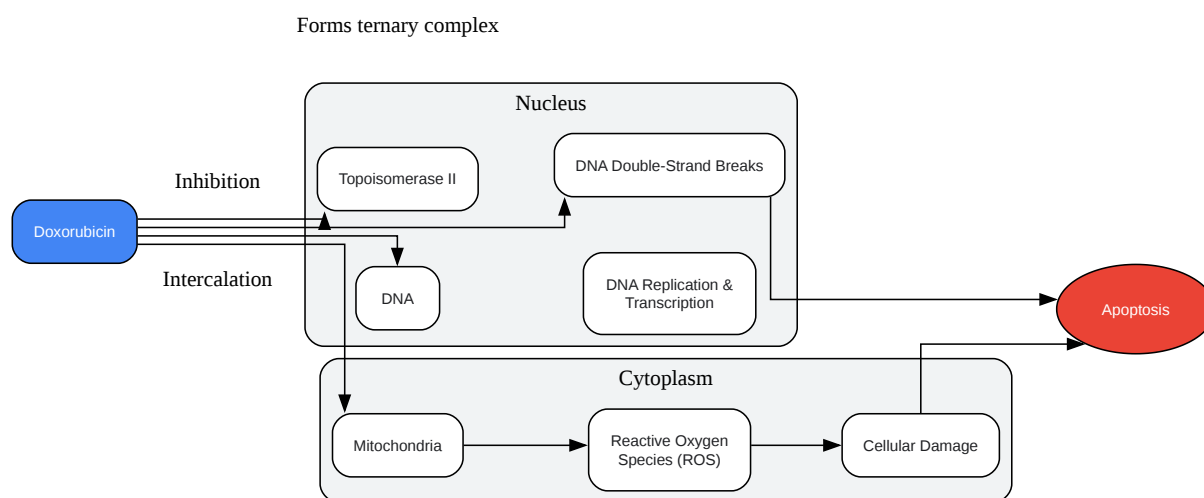 Forms ternary complex
Nucleus
Topoisomerase II
DNA Double-Strand Breaks
Inhibition
Doxorubicin
Intercalation
DNA
DNA Replication &
Transcription
Apoptosis
Cytoplasm
Mitochondria
Reactive Oxygen
Species (ROS)
Cellular Damage